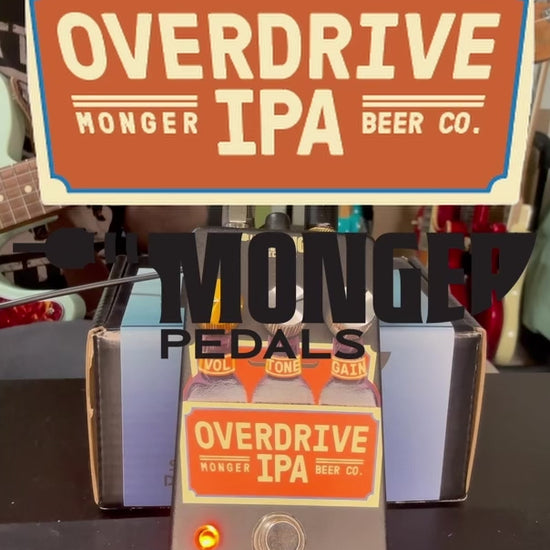 OVERDRIVE
MONGER IPA BEER CO.
MONGER
PEDALS
VOL TONE GAIN
OVERDRIVE
MONGER IPA BEER CO.